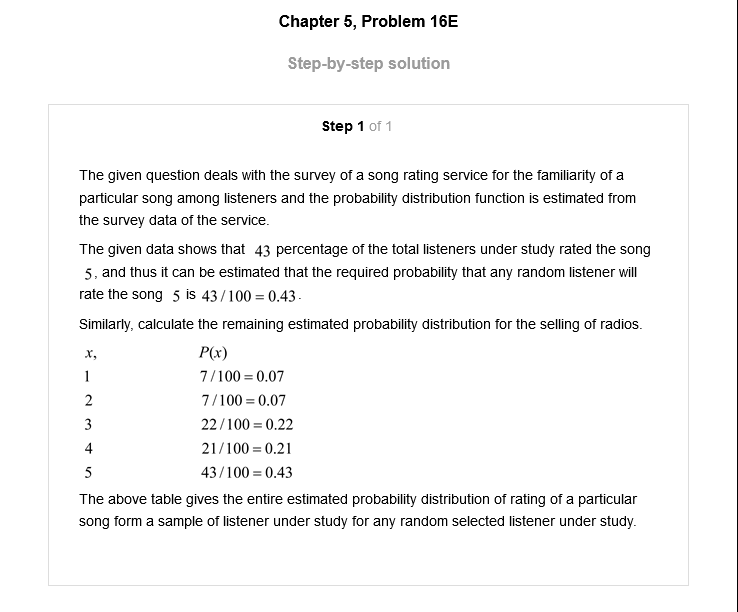 Chapter 5, Problem 16E
Step-by-step solution
Step 1 of 1
The given question deals with the survey of a song rating service for the familiarity of a
particular song among listeners and the probability distribution function is estimated from
the survey data of the service.
The given data shows that 43 percentage of the total listeners under study rated the song
5, and thus it can be estimated that the required probability that any random listener will
rate the song 5 is 43/100 = 0.43.
Similarly, calculate the remaining estimated probability distribution for the selling of radios.
x, P(x)
1 7/100 = 0.07
2 7/100 = 0.07
3 22/100 = 0.22
4 21/100 = 0.21
5 43/100 = 0.43
The above table gives the entire estimated probability distribution of rating of a particular
song form a sample of listener under study for any random selected listener under study.